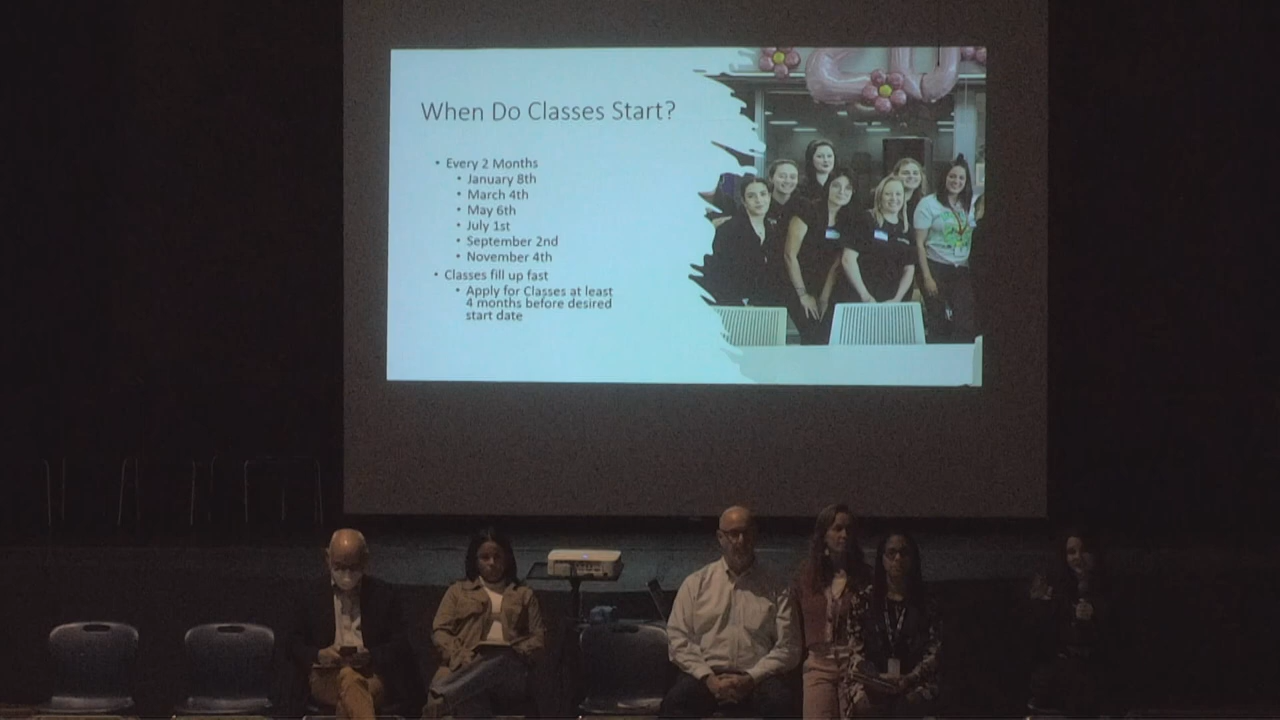 When Do Classes Start?
• Every 2 Months
• January 8th
• March 4th
• May 6th
• July 1st
• September 2nd
• November 4th
• Classes fill up fast
• Apply for Classes at least
4 months before desired
start date